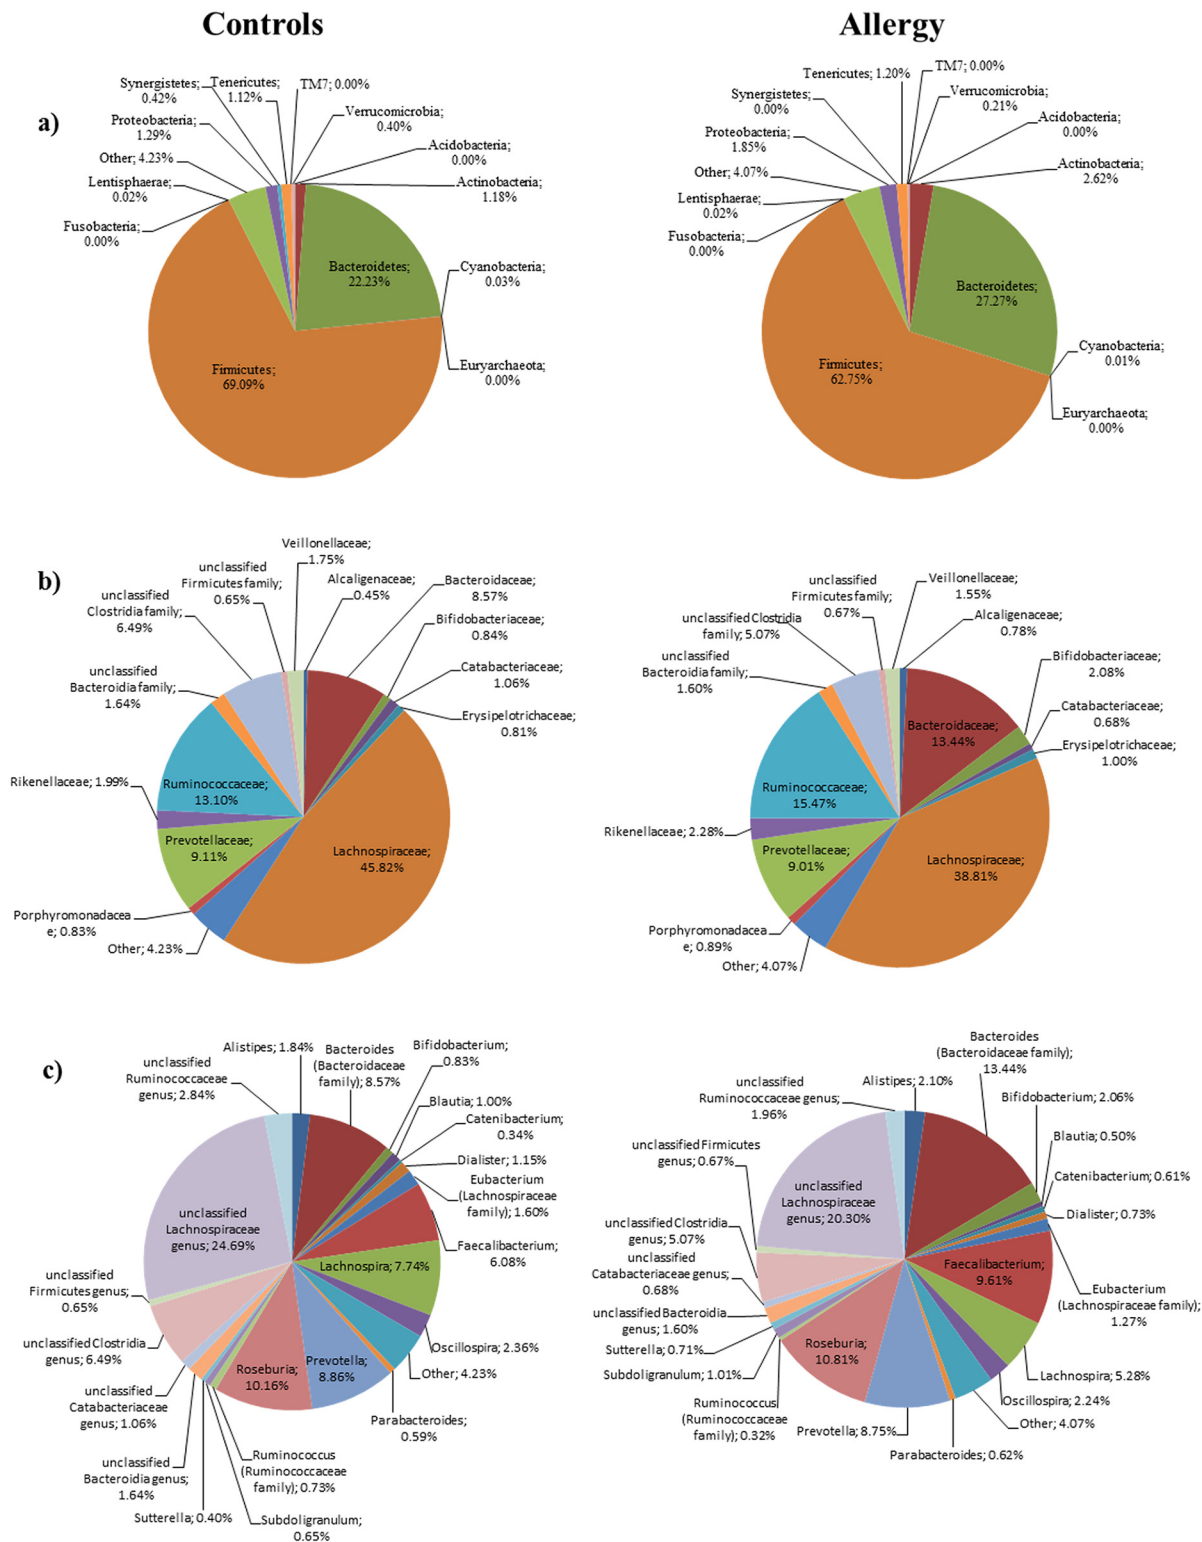 Controls
Allergy
a)
Synergistetes;
0.42%
Tenericutes;
1.12%
TM7; 0.00%
Verrucomicrobia;
0.40%
Proteobacteria;
1.29%
Acidobacteria;
0.00%
Other; 4.23%
Lentisphaerae;
0.02%
Actinobacteria;
1.18%
Fusobacteria;
0.00%
Bacteroidetes;
22.23%
Cyanobacteria;
0.03%
Firmicutes;
69.09%
Euryarchaeota;
0.00%
Tenericutes; 1.20%
TM7; 0.00%
Synergistetes;
0.00%
Verrucomicrobia;
0.21%
Proteobacteria;
1.85%
Acidobacteria;
0.00%
Other; 4.07%
Actinobacteria;
2.62%
Lentisphaerae;
0.02%
Fusobacteria;
0.00%
Bacteroidetes;
27.27%
Cyanobacteria;
0.01%
Firmicutes;
62.75%
Euryarchaeota;
0.00%
b)
Veillonellaceae;
1.75%
unclassified
Firmicutes family;
0.65%
Alcaligenaceae;
0.45%
Bacteroidaceae;
8.57%
unclassified
Clostridia family;
6.49%
Bifidobacteriaceae;
0.84%
unclassified
Bacteroidia family;
1.64%
Catabacteriaceae;
1.06%
Erysipelotrichaceae;
0.81%
Rikenellaceae; 1.99%
Ruminococcaceae;
13.10%
Prevotellaceae;
9.11%
Lachnospiraceae;
45.82%
Porphyromonadacea
e; 0.83%
Other; 4.23%
unclassified
Firmicutes family;
0.67%
Veillonellaceae;
1.55%
Alcaligenaceae;
0.78%
unclassified Clostridia
family; 5.07%
unclassified
Bacteroidia family;
1.60%
Bifidobacteriaceae;
2.08%
Bacteroidaceae;
13.44%
Catabacteriaceae;
0.68%
Erysipelotrichaceae;
1.00%
Ruminococcaceae;
15.47%
Rikenellaceae; 2.28%
Prevotellaceae;
9.01%
Lachnospiraceae;
38.81%
Porphyromonadacea
e; 0.89%
Other; 4.07%
c)
Alistipes; 1.84%
Bacteroides
(Bacteroidaceae
family); 8.57%
Bifidobacterium;
0.83%
unclassified
Ruminococcaceae
genus; 2.84%
Blautia; 1.00%
Catenibacterium;
0.34%
Dialister; 1.15%
Eubacterium
(Lachnospiraceae
family); 1.60%
unclassified
Lachnospiraceae
genus; 24.69%
Faecalibacterium;
6.08%
Lachnospira; 7.74%
unclassified
Firmicutes genus;
0.65%
Oscillospira; 2.36%
unclassified Clostridia
genus; 6.49%
Roseburia;
10.16%
Prevotella;
8.86%
Other; 4.23%
unclassified
Catabacteriaceae
genus; 1.06%
Parabacteroides;
0.59%
unclassified
Bacteroidia genus;
1.64%
Ruminococcus
(Ruminococcaceae
family); 0.73%
Sutterella; 0.40%
Subdoligranulum;
0.65%
Bacteroides
(Bacteroidaceae family);
13.44%
Alistipes; 2.10%
unclassified
Ruminococcaceae genus;
1.96%
Bifidobacterium; 2.06%
Blautia; 0.50%
unclassified Firmicutes
genus; 0.67%
Catenibacterium; 0.61%
unclassified
Lachnospiraceae
genus; 20.30%
Dialister; 0.73%
unclassified Clostridia
genus; 5.07%
Faecalibacterium;
9.61%
unclassified
Catabacteriaceae genus;
0.68%
Eubacterium
(Lachnospiraceae family);
1.27%
unclassified Bacteroidia
genus; 1.60%
Sutterella; 0.71%
Roseburia;
10.81%
Subdoligranulum; 1.01%
Lachnospira; 5.28%
Oscillospira; 2.24%
Ruminococcus
(Ruminococcaceae
family); 0.32%
Other; 4.07%
Prevotella; 8.75%
Parabacteroides; 0.62%